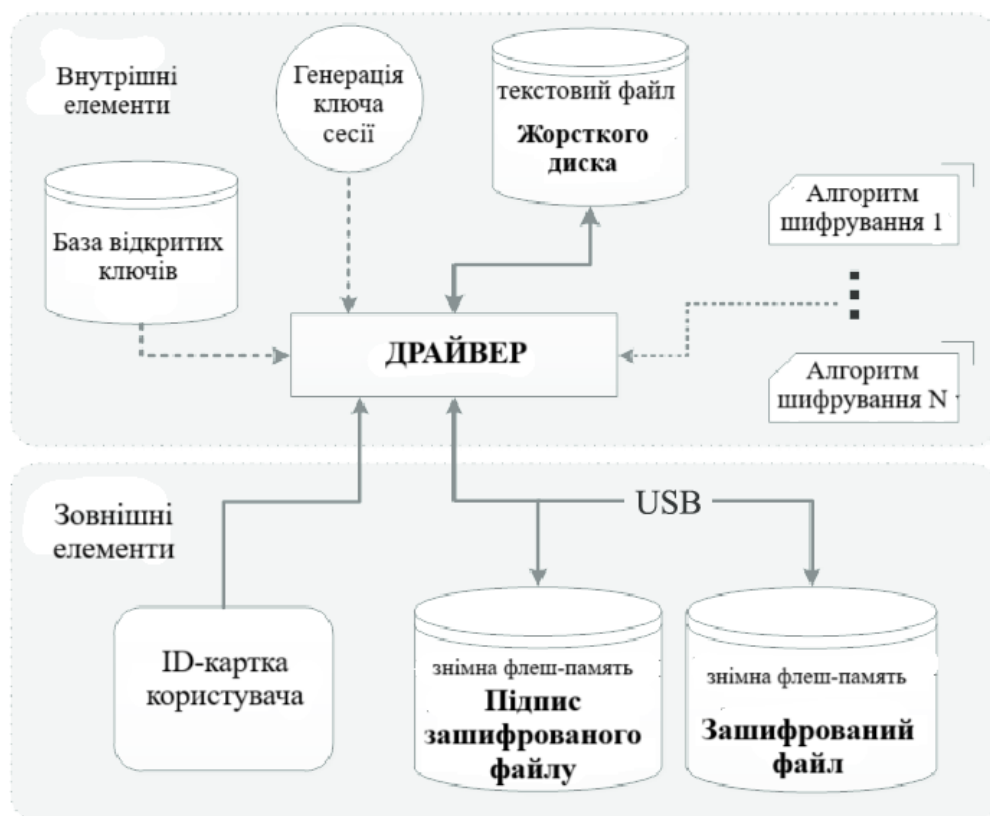 Внутрішні
елементи
Генерація
ключа
сесії
текстовий файл
Жорсткого
диска
База відкритих
ключів
Алгоритм
шифрування 1
ДРАЙВЕР
Алгоритм
шифрування N
Зовнішні
елементи
USB
ID-картка
користувача
знімна флеш-память
Підпис
зашифрованого
файлу
знімна флеш-память
Зашифрований
файл